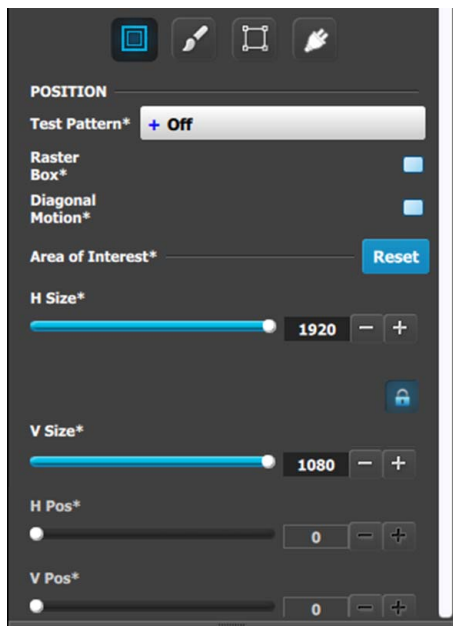 POSITION
Test Pattern* + Off
Raster
Box*
Diagonal
Motion*
Area of Interest* Reset
H Size*
1920 − +
V Size*
1080 − +
H Pos*
0 − +
V Pos*
0 − +